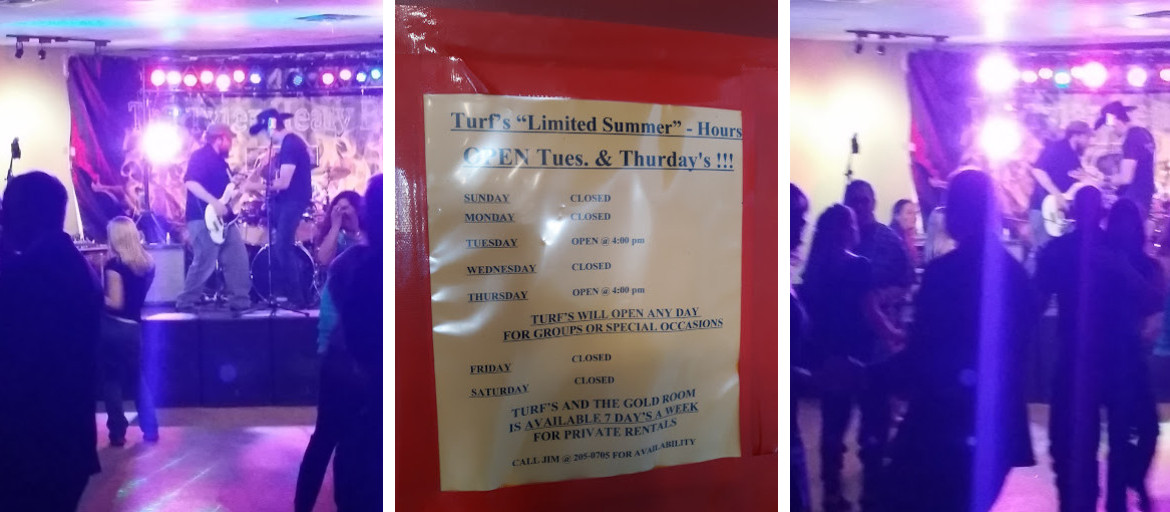 Turf's “Limited Summer” - Hours
OPEN Tues. & Thurday's !!!
SUNDAY CLOSED
MONDAY CLOSED
TUESDAY OPEN @ 4:00 pm
WEDNESDAY CLOSED
THURSDAY OPEN @ 4:00 pm
TURF'S WILL OPEN ANY DAY
FOR GROUPS OR SPECIAL OCCASIONS
FRIDAY CLOSED
SATURDAY CLOSED
TURF'S AND THE GOLD ROOM
IS AVAILABLE 7 DAY'S A WEEK
FOR PRIVATE RENTALS
CALL JIM @ 205-0705 FOR AVAILABILITY